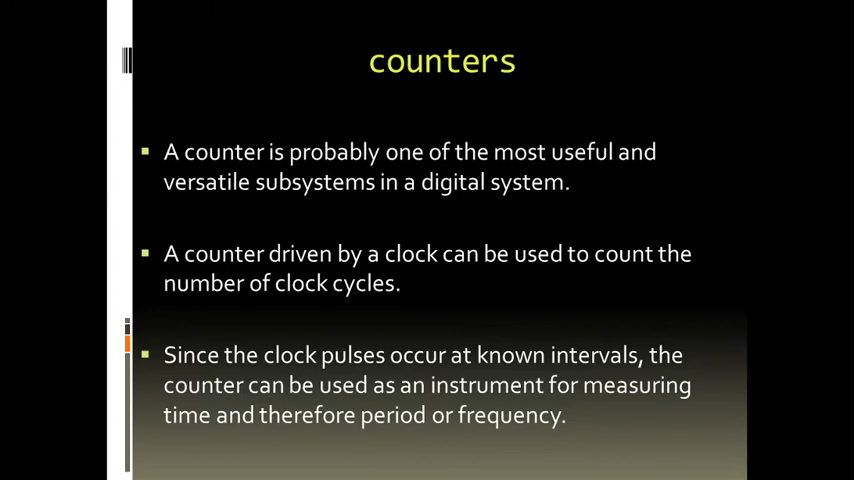 counters
▪ A counter is probably one of the most useful and
versatile subsystems in a digital system.
▪ A counter driven by a clock can be used to count the
number of clock cycles.
▪ Since the clock pulses occur at known intervals, the
counter can be used as an instrument for measuring
time and therefore period or frequency.